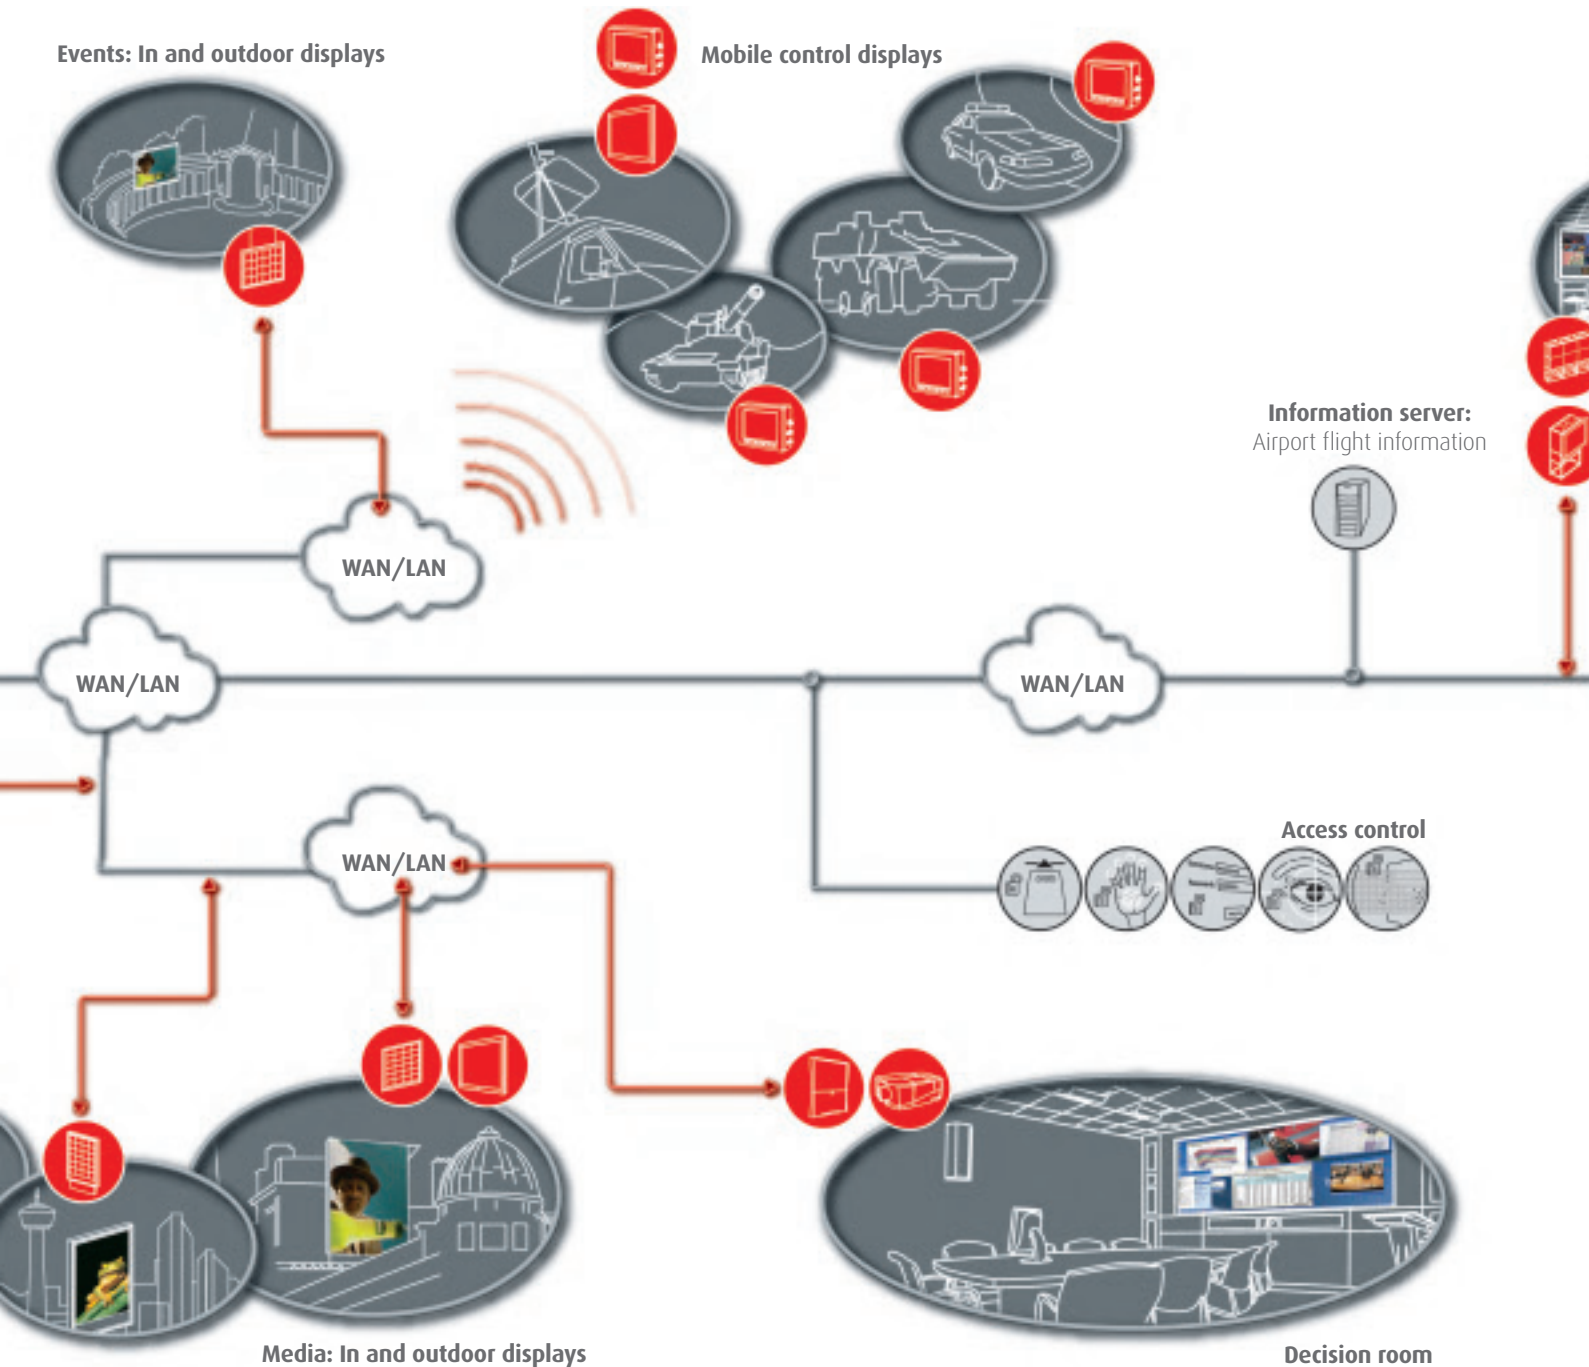 Events: In and outdoor displays
Mobile control displays
Information server:
Airport flight information
WAN/LAN
WAN/LAN
WAN/LAN
Access control
WAN/LAN
Media: In and outdoor displays
Decision room